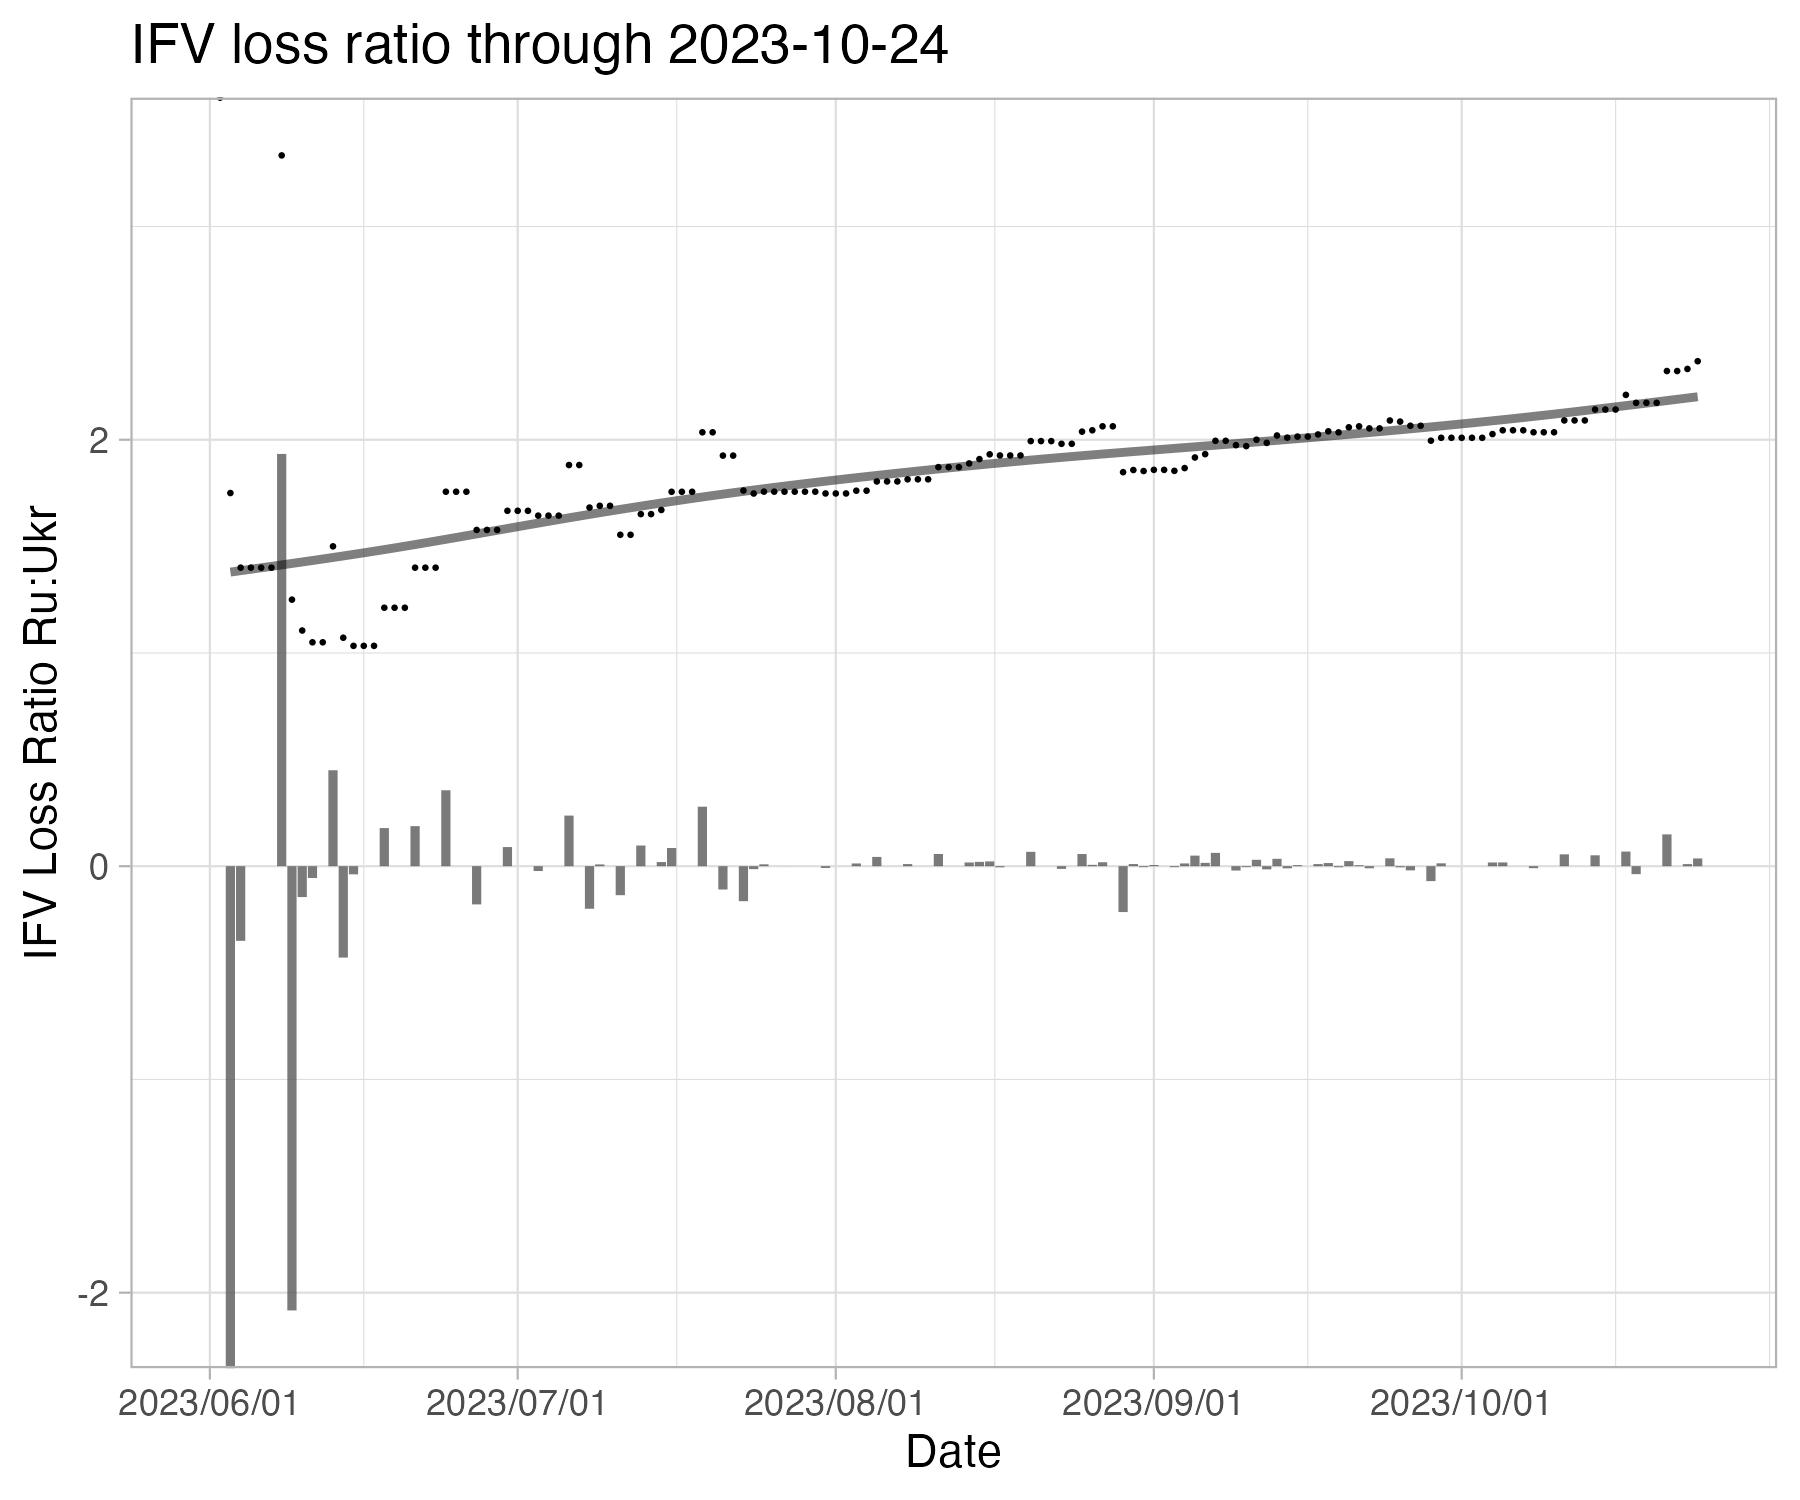 IFV loss ratio through 2023-10-24
IFV Loss Ratio Ru:Ukr
2
0
-2
2023/06/01 2023/07/01 2023/08/01 2023/09/01 2023/10/01
Date